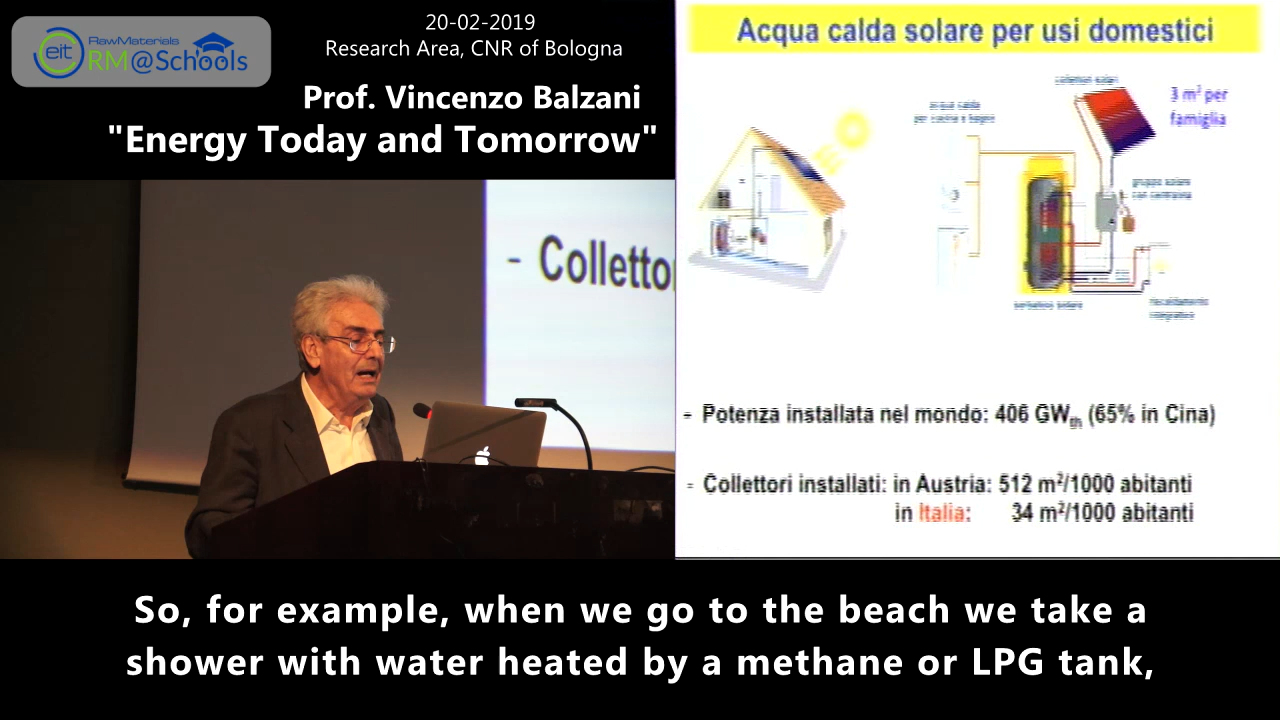 eit RawMaterials
RM@Schools
20-02-2019
Research Area, CNR of Bologna
Prof. Vincenzo Balzani
"Energy Today and Tomorrow"
- Colletto
Acqua calda solare per usi domestici
3 m² per
famiglia
- Potenza installata nel mondo: 406 GWth (65% in Cina)
- Collettori installati: in Austria: 512 m²/1000 abitanti
in Italia: 34 m²/1000 abitanti
So, for example, when we go to the beach we take a
shower with water heated by a methane or LPG tank,